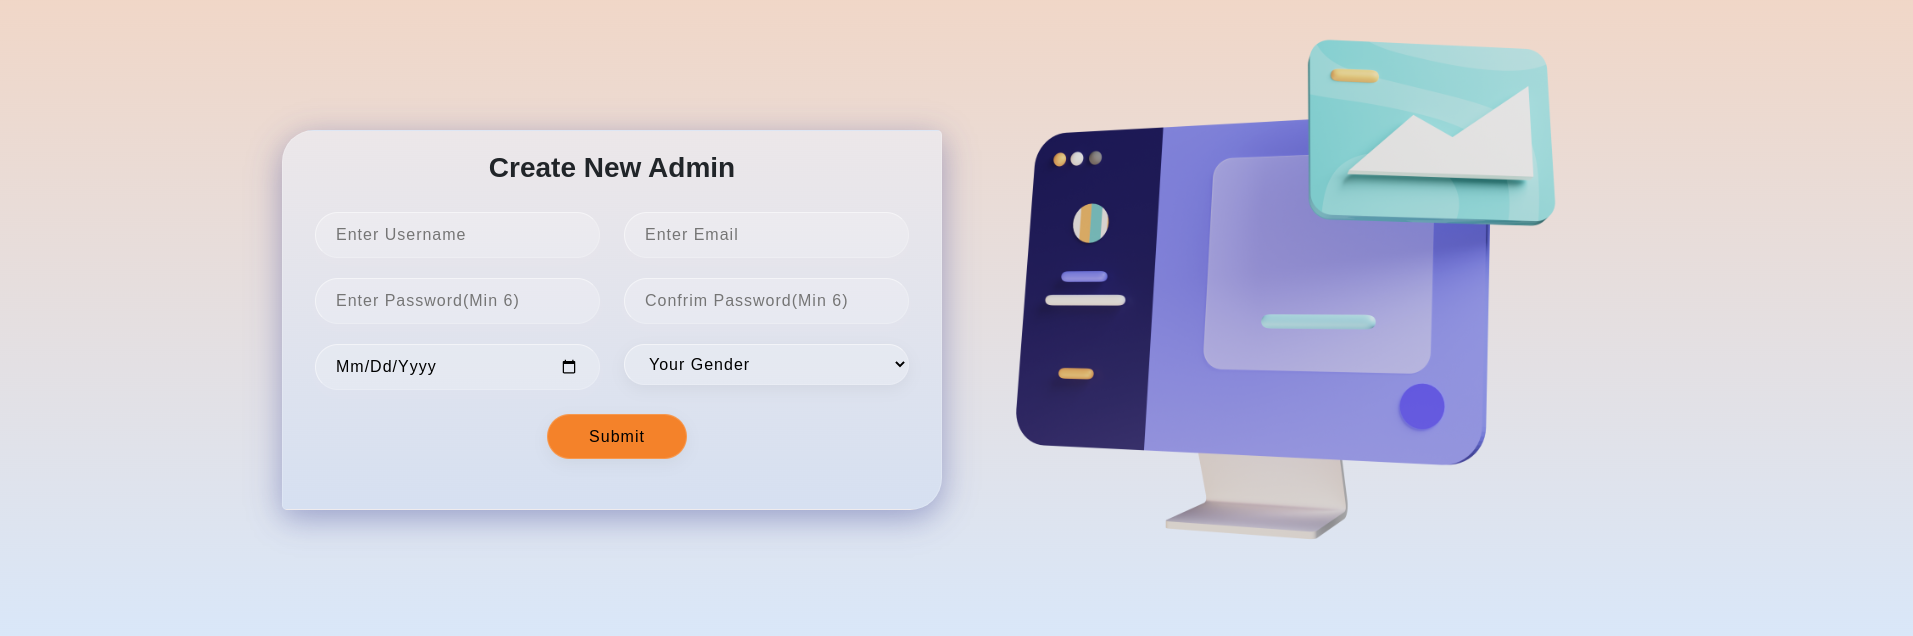 Create New Admin
Enter Username
Enter Email
Enter Password(Min 6)
Confrim Password(Min 6)
Mm/Dd/Yyyy
Your Gender
Submit